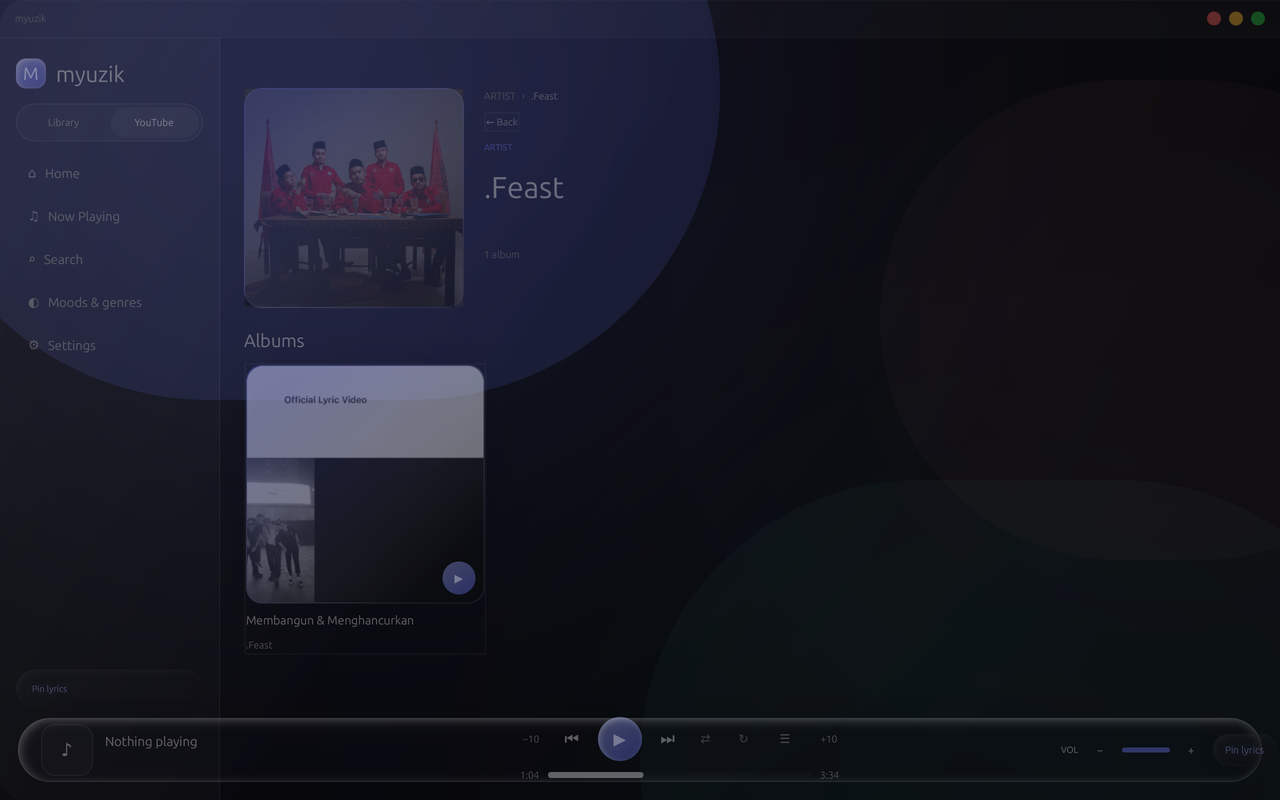 myuzik
M myuzik
Library YouTube
Home
Now Playing
Search
Moods & genres
Settings
Pin lyrics
ARTIST › .Feast
← Back
ARTIST
.Feast
1 album
Albums
Official Lyric Video
Membangun & Menghancurkan
.Feast
Nothing playing
−10 +10
1:04 3:34
VOL − +
Pin lyrics